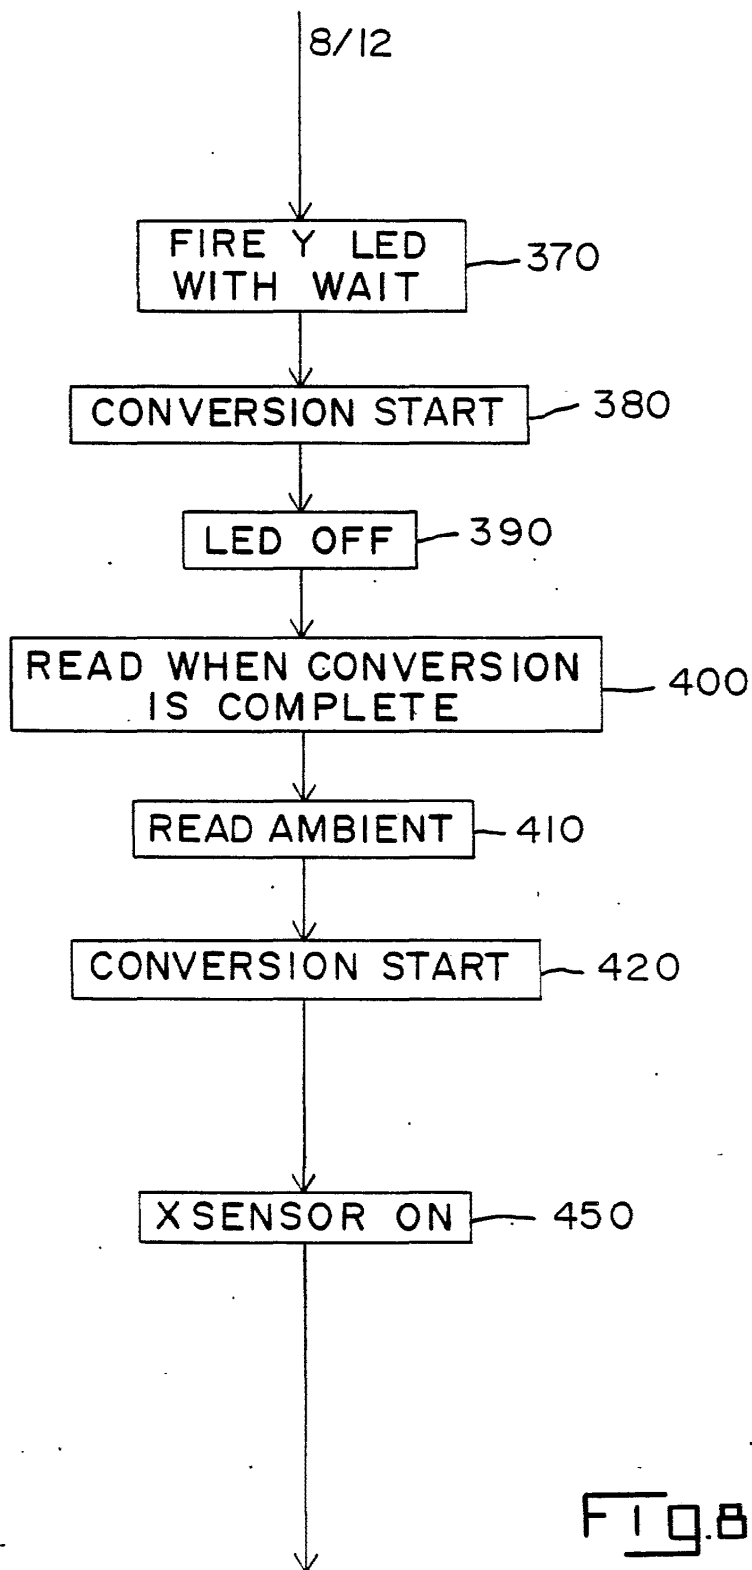 8/12
FIRE Y LED
WITH WAIT
370
CONVERSION START
380
LED OFF
390
READ WHEN CONVERSION
IS COMPLETE
400
READ AMBIENT
410
CONVERSION START
420
X SENSOR ON
450
Fig.8